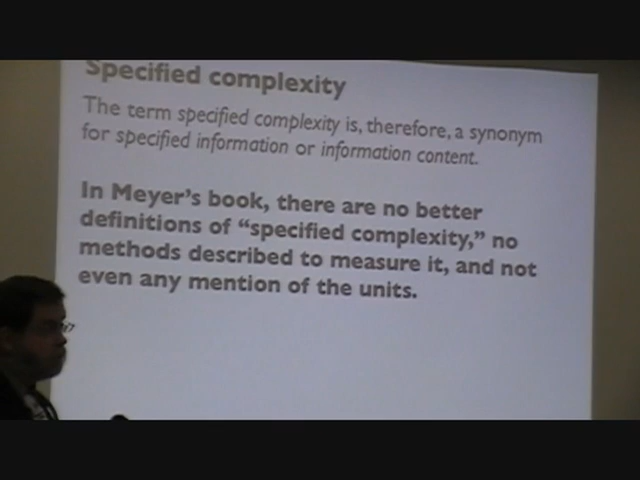 Specified complexity
The term specified complexity is, therefore, a synonym
for specified information or information content.
In Meyer's book, there are no better
definitions of "specified complexity," no
methods described to measure it, and not
even any mention of the units.